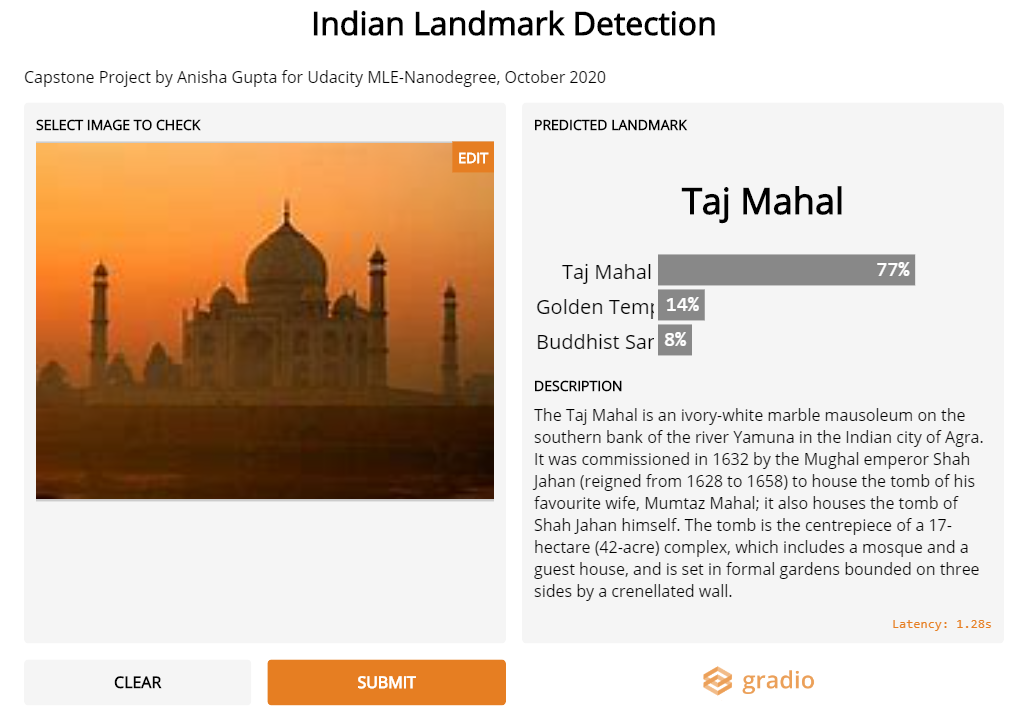 Indian Landmark Detection
Capstone Project by Anisha Gupta for Udacity MLE-Nanodegree, October 2020
SELECT IMAGE TO CHECK
EDIT
PREDICTED LANDMARK
Taj Mahal
Taj Mahal 77%
Golden Temp 14%
Buddhist Sar 8%
DESCRIPTION
The Taj Mahal is an ivory-white marble mausoleum on the
southern bank of the river Yamuna in the Indian city of Agra.
It was commissioned in 1632 by the Mughal emperor Shah
Jahan (reigned from 1628 to 1658) to house the tomb of his
favourite wife, Mumtaz Mahal; it also houses the tomb of
Shah Jahan himself. The tomb is the centrepiece of a 17-
hectare (42-acre) complex, which includes a mosque and a
guest house, and is set in formal gardens bounded on three
sides by a crenellated wall.
Latency: 1.28s
CLEAR
SUBMIT
gradio